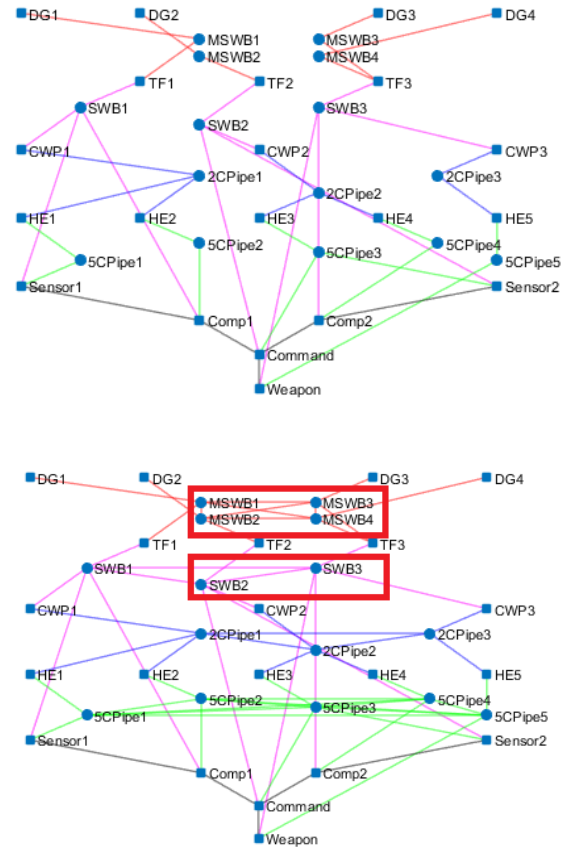 DG1 DG2 DG3 DG4
MSWB1 MSWB3
MSWB2 MSWB4
TF1 TF2 TF3
SWB1 SWB3
SWB2
CWP1 CWP2 CWP3
2CPipe1 2CPipe3
2CPipe2
HE1 HE2 HE3 HE4 HE5
5CPipe2 5CPipe4
5CPipe3
5CPipe1 5CPipe5
Sensor1 Sensor2
Comp1 Comp2
Command
Weapon
DG1 DG2 DG3 DG4
MSWB1 MSWB3
MSWB2 MSWB4
TF1 TF2 TF3
SWB1 SWB3
SWB2
CWP1 CWP2 CWP3
2CPipe1 2CPipe3
2CPipe2
HE1 HE2 HE3 HE4 HE5
5CPipe2 5CPipe4
5CPipe3
5CPipe1 5CPipe5
Sensor1 Sensor2
Comp1 Comp2
Command
Weapon